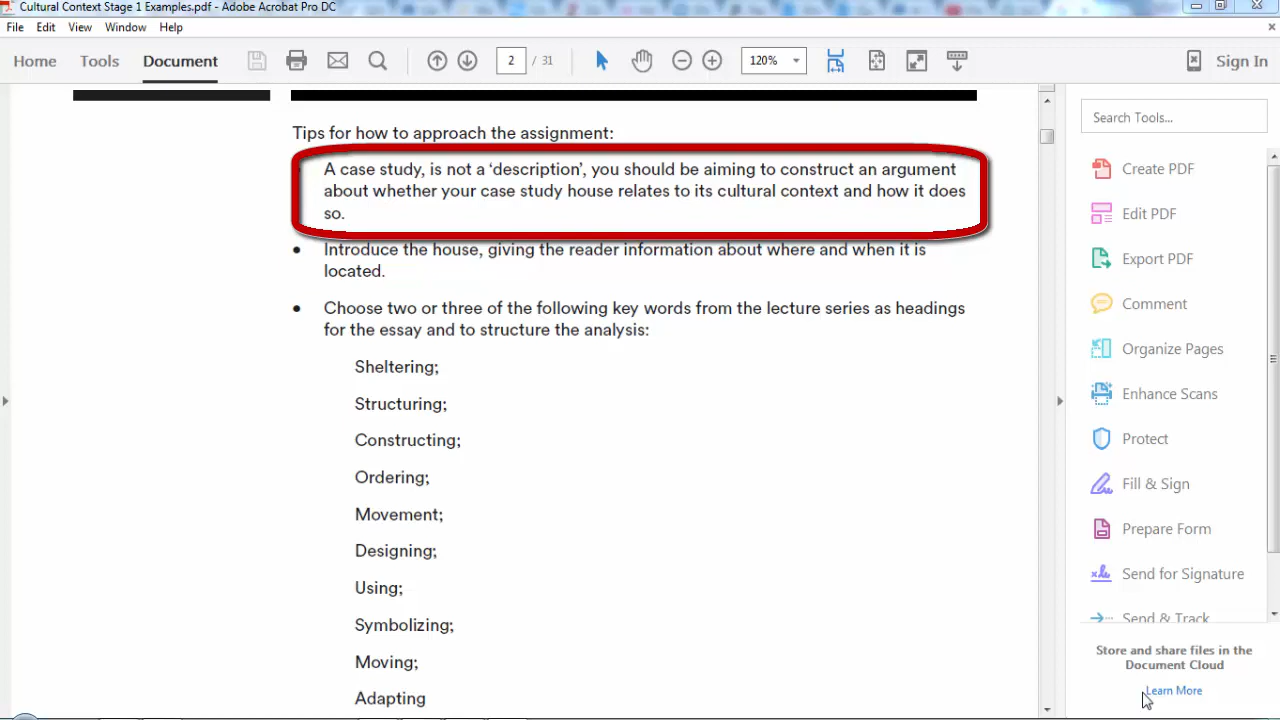 Cultural Context Stage 1 Examples.pdf - Adobe Acrobat Pro DC
File Edit View Window Help
Home Tools Document 2 / 31 120% Sign In
Tips for how to approach the assignment:
A case study, is not a ‘description’, you should be aiming to construct an argument
about whether your case study house relates to its cultural context and how it does
so.
• Introduce the house, giving the reader information about where and when it is
located.
• Choose two or three of the following key words from the lecture series as headings
for the essay and to structure the analysis:
Sheltering;
Structuring;
Constructing;
Ordering;
Movement;
Designing;
Using;
Symbolizing;
Moving;
Adapting
Search Tools...
Create PDF
Edit PDF
Export PDF
Comment
Organize Pages
Enhance Scans
Protect
Fill & Sign
Prepare Form
Send for Signature
Send & Track
Store and share files in the
Document Cloud
Learn More